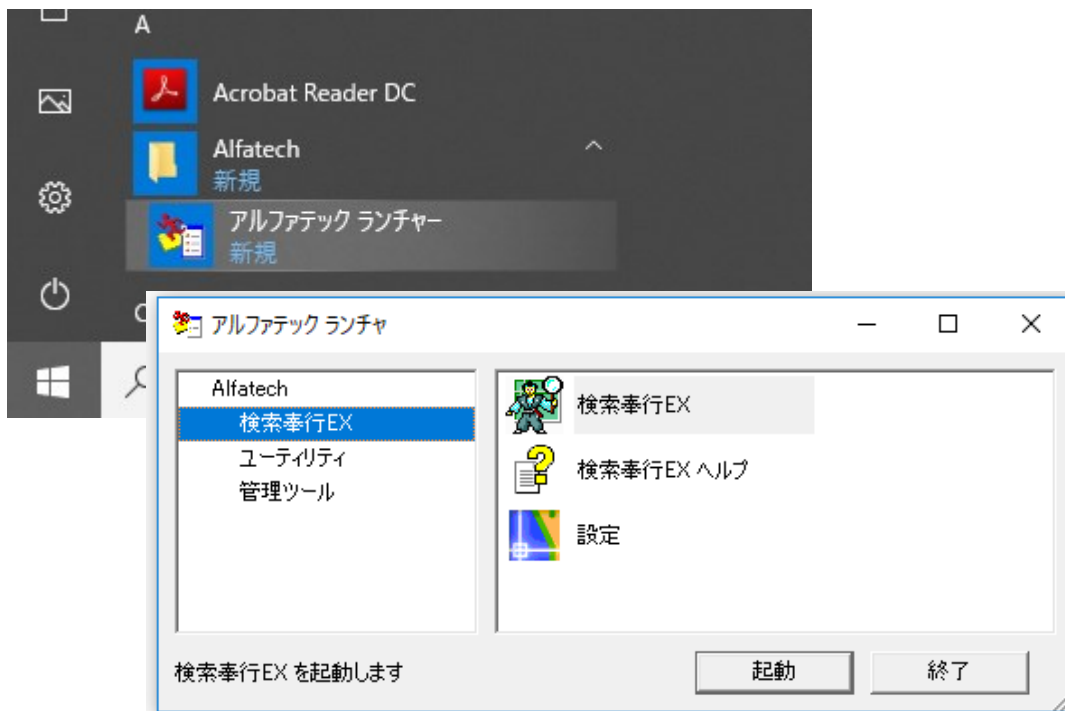 A
Acrobat Reader DC
Alfatech
新規
アルファテック ランチャー
新規
アルファテック ランチャ
Alfatech
検索奉行EX
ユーティリティ
管理ツール
検索奉行EX
検索奉行EX ヘルプ
設定
検索奉行EX を起動します
起動
終了